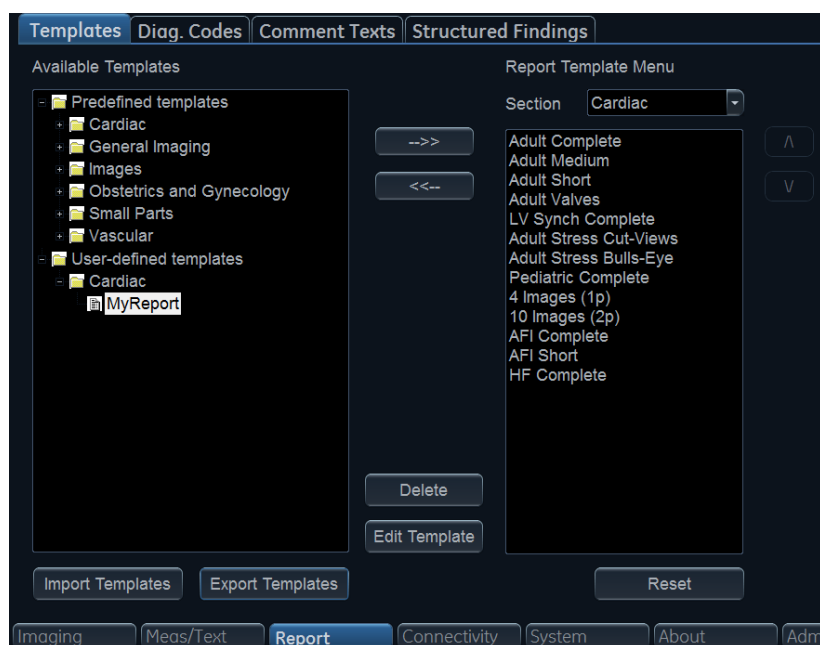 Templates Diag. Codes Comment Texts Structured Findings
Available Templates
Predefined templates
Cardiac
General Imaging
Images
Obstetrics and Gynecology
Small Parts
Vascular
User-defined templates
Cardiac
MyReport
-->>
<<--
Delete
Edit Template
Import Templates Export Templates
Report Template Menu
Section Cardiac
Adult Complete
Adult Medium
Adult Short
Adult Valves
LV Synch Complete
Adult Stress Cut-Views
Adult Stress Bulls-Eye
Pediatric Complete
4 Images (1p)
10 Images (2p)
AFI Complete
AFI Short
HF Complete
/\
\/
Reset
Imaging Meas/Text Report Connectivity System About Adm